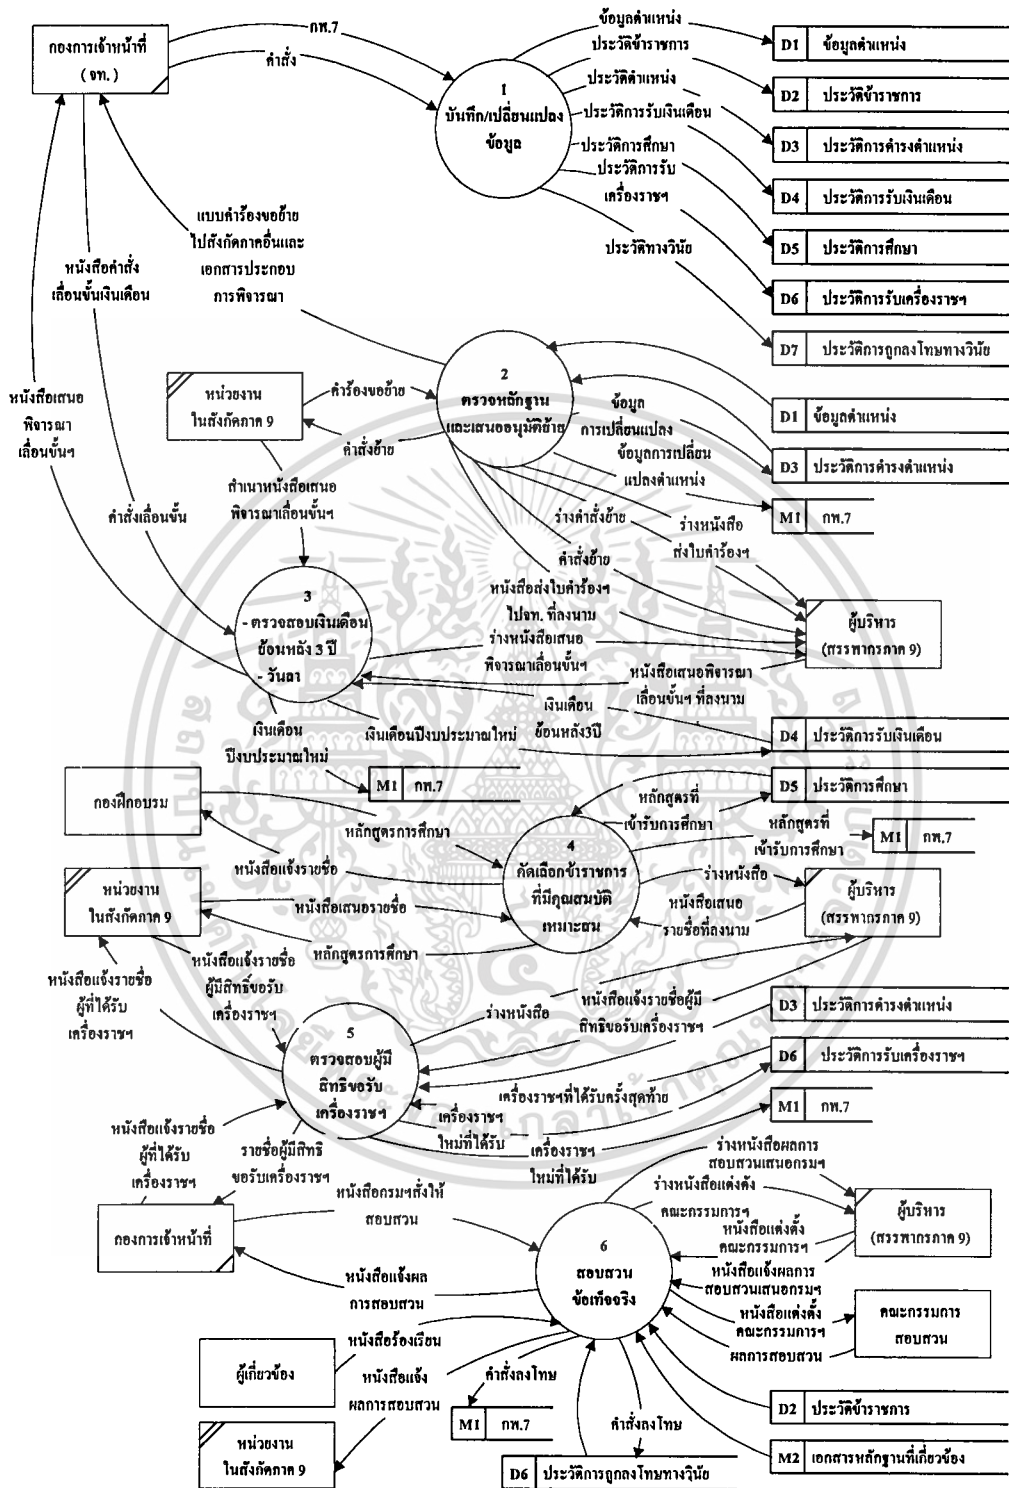 กองการเจ้าหน้าที่
( จท. )
กพ.7
คำสั่ง
1
บันทึก/เปลี่ยนแปลง
ข้อมูล
ข้อมูลตำแหน่ง
ประวัติข้าราชการ
ประวัติตำแหน่ง
ประวัติการรับเงินเดือน
ประวัติการศึกษา
ประวัติการรับ
เครื่องราชฯ
ประวัติทางวินัย
D1 ข้อมูลตำแหน่ง
D2 ประวัติข้าราชการ
D3 ประวัติการดำรงตำแหน่ง
D4 ประวัติการรับเงินเดือน
D5 ประวัติการศึกษา
D6 ประวัติการรับเครื่องราชฯ
D7 ประวัติการถูกลงโทษทางวินัย
แบบคำร้องขอย้าย
ไปสังกัดภาคอื่นและ
เอกสารประกอบ
การพิจารณา
หนังสือคำสั่ง
เลื่อนขั้นเงินเดือน
หนังสือเสนอ
พิจารณา
เลื่อนขั้นฯ
คำสั่งเลื่อนขั้น
หน่วยงาน
ในสังกัดภาค 9
คำร้องขอย้าย
คำสั่งย้าย
2
ตรวจหลักฐาน
และเสนออนุมัติย้าย
ข้อมูล
การเปลี่ยนแปลง
ข้อมูลการเปลี่ยน
แปลงตำแหน่ง
D1 ข้อมูลตำแหน่ง
D3 ประวัติการดำรงตำแหน่ง
M1 กพ.7
สำเนาหนังสือเสนอ
พิจารณาเลื่อนขั้นฯ
ร่างคำสั่งย้าย
คำสั่งย้าย
ร่างหนังสือ
ส่งใบคำร้องฯ
หนังสือส่งใบคำร้องฯ
ไปจท. ที่ลงนาม
3
- ตรวจสอบเงินเดือน
ย้อนหลัง 3 ปี
- วันลา
ร่างหนังสือเสนอ
พิจารณาเลื่อนขั้นฯ
ผู้บริหาร
(สรรพากรภาค 9)
หนังสือเสนอพิจารณา
เลื่อนขั้นฯ ที่ลงนาม
เงินเดือน
ย้อนหลัง3ปี
เงินเดือน
ปีงบประมาณใหม่
เงินเดือนปีงบประมาณใหม่
D4 ประวัติการรับเงินเดือน
M1 กพ.7
กองฝึกอบรม
หลักสูตรการศึกษา
หนังสือแจ้งรายชื่อ
หลักสูตรที่
เข้ารับการศึกษา
D5 ประวัติการศึกษา
หลักสูตรที่
เข้ารับการศึกษา
M1 กพ.7
4
คัดเลือกข้าราชการ
ที่มีคุณสมบัติ
เหมาะสม
ร่างหนังสือ
หนังสือเสนอ
รายชื่อที่ลงนาม
ผู้บริหาร
(สรรพากรภาค 9)
หน่วยงาน
ในสังกัดภาค 9
หนังสือเสนอรายชื่อ
หลักสูตรการศึกษา
หนังสือแจ้งรายชื่อ
ผู้ที่ได้รับ
เครื่องราชฯ
หนังสือแจ้งรายชื่อ
ผู้มีสิทธิ์ขอรับ
เครื่องราชฯ
ร่างหนังสือ
หนังสือแจ้งรายชื่อผู้มี
สิทธิขอรับเครื่องราชฯ
5
ตรวจสอบผู้มี
สิทธิขอรับ
เครื่องราชฯ
D3 ประวัติการดำรงตำแหน่ง
D6 ประวัติการรับเครื่องราชฯ
M1 กพ.7
เครื่องราชฯที่ได้รับครั้งสุดท้าย
เครื่องราชฯ
ใหม่ที่ได้รับ
เครื่องราชฯ
ใหม่ที่ได้รับ
หนังสือแจ้งรายชื่อ
ผู้ที่ได้รับ
เครื่องราชฯ
รายชื่อผู้มีสิทธิ
ขอรับเครื่องราชฯ
กองการเจ้าหน้าที่
หนังสือกรมฯสั่งให้
สอบสวน
หนังสือแจ้งผล
การสอบสวน
ร่างหนังสือผลการ
สอบสวนเสนอกรมฯ
ร่างหนังสือแต่งตั้ง
คณะกรรมการฯ
หนังสือแต่งตั้ง
คณะกรรมการฯ
หนังสือแจ้งผลการ
สอบสวนเสนอกรมฯ
ผู้บริหาร
(สรรพากรภาค 9)
6
สอบสวน
ข้อเท็จจริง
หนังสือแต่งตั้ง
คณะกรรมการฯ
ผลการสอบสวน
คณะกรรมการ
สอบสวน
ผู้เกี่ยวข้อง
หนังสือร้องเรียน
หนังสือแจ้ง
ผลการสอบสวน
หน่วยงาน
ในสังกัดภาค 9
คำสั่งลงโทษ
M1 กพ.7
คำสั่งลงโทษ
D6 ประวัติการถูกลงโทษทางวินัย
D2 ประวัติข้าราชการ
M2 เอกสารหลักฐานที่เกี่ยวข้อง
สถาบันเทคโนโลยีพระจอมเกล้าเจ้าคุณทหารลาดกระบัง